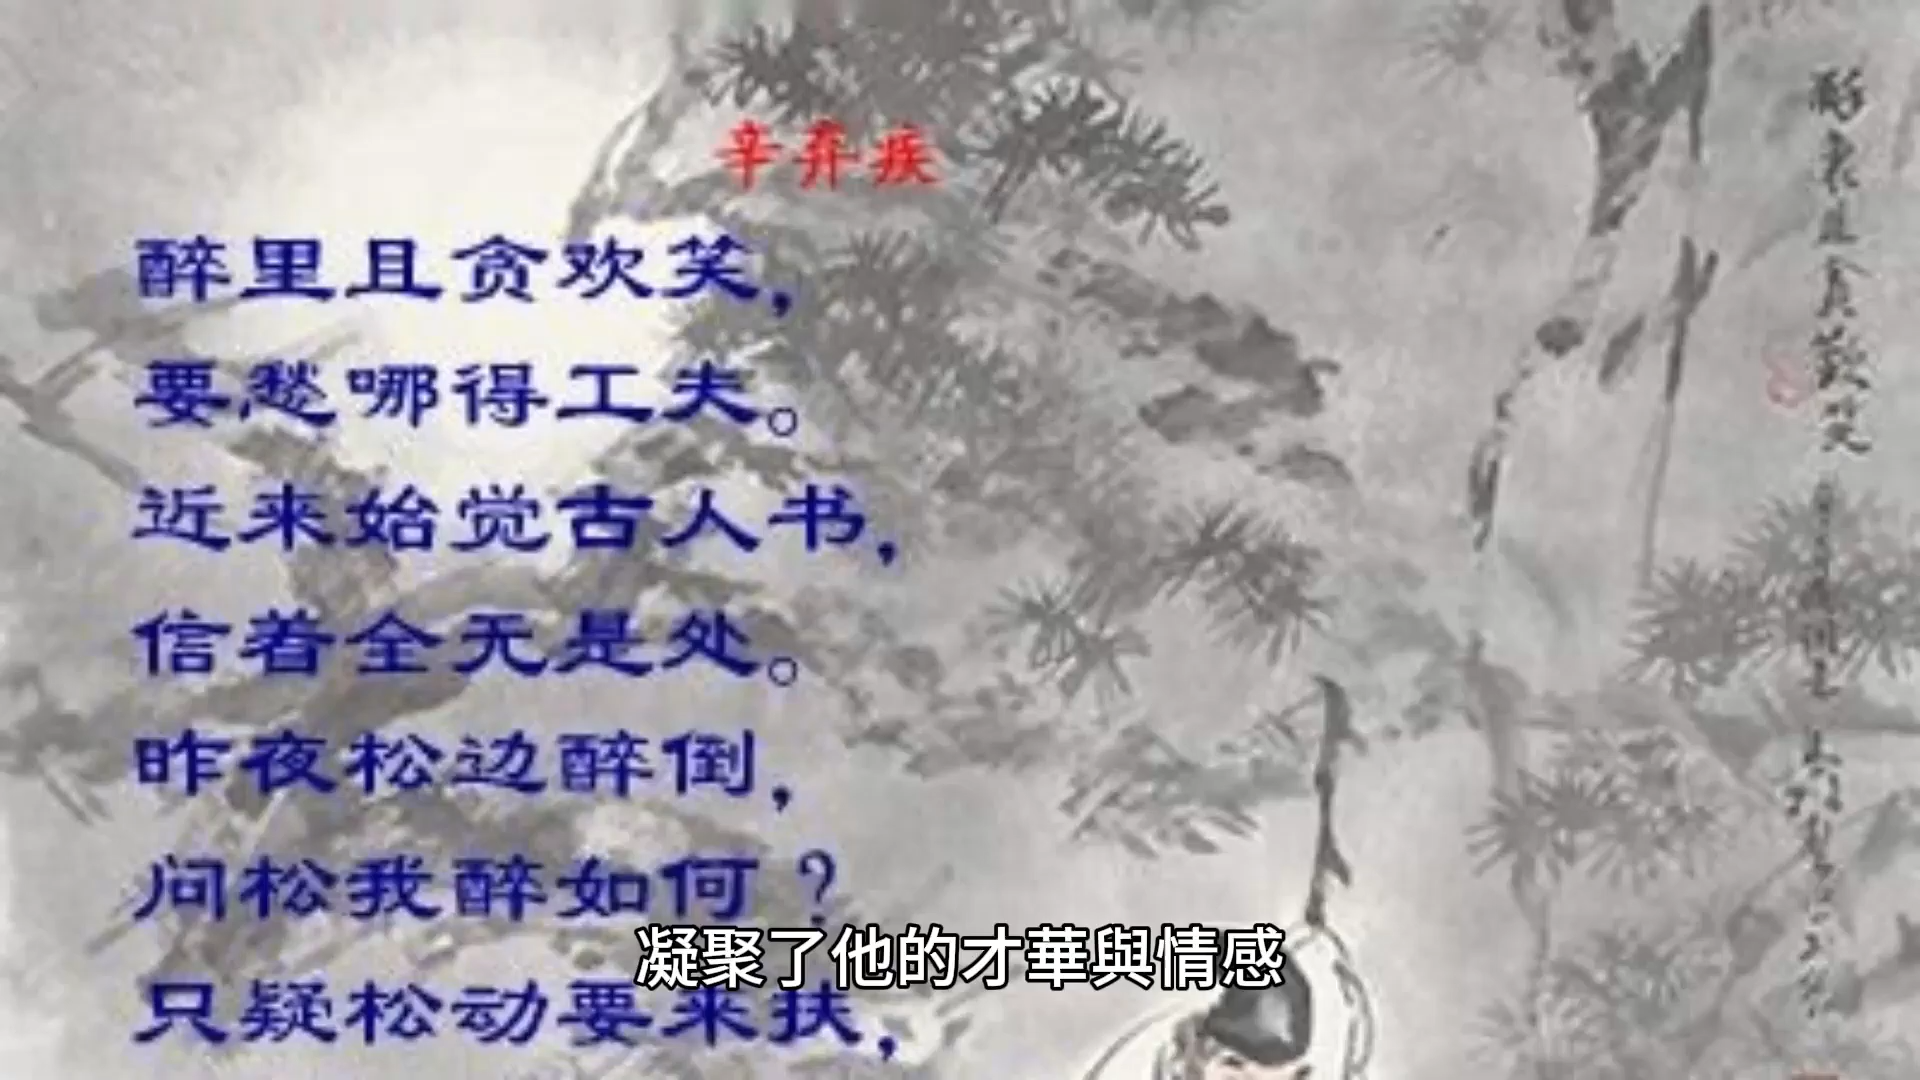 辛弃疾
醉里且贪欢笑，
要愁哪得工夫。
近来始觉古人书，
信着全无是处。
昨夜松边醉倒，
问松我醉如何？
只疑松动要来扶，
凝聚了他的才華與情感